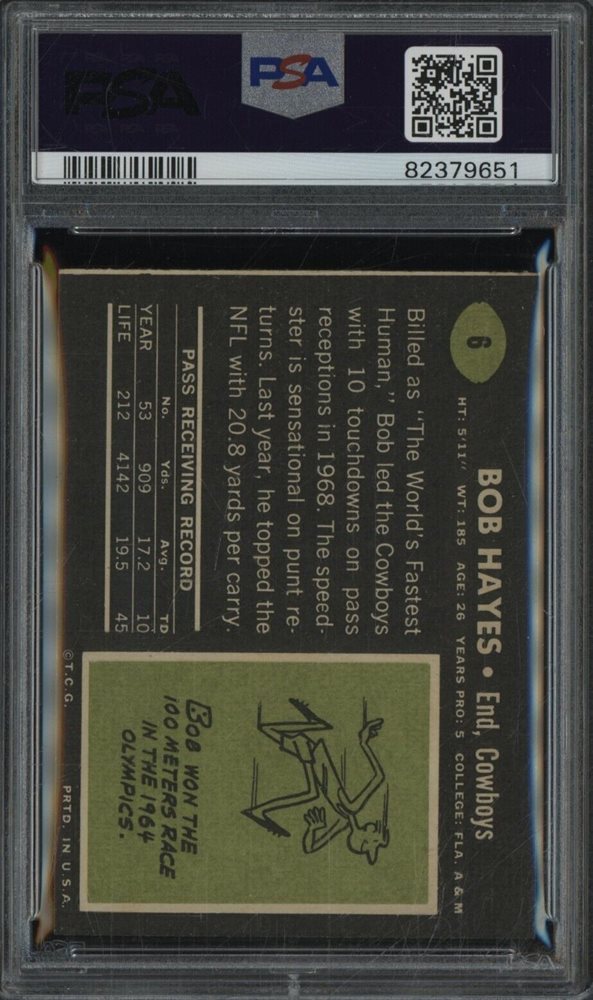 PSA
PSA
82379651
6
BOB HAYES • End, Cowboys
HT: 5'11" WT: 185 AGE: 26 YEARS PRO: 5 COLLEGE: FLA. A & M
Billed as "The World's Fastest
Human," Bob led the Cowboys
with 10 touchdowns on pass
receptions in 1968. The speed-
ster is sensational on punt re-
turns. Last year, he topped the
NFL with 20.8 yards per carry.
PASS RECEIVING RECORD
No. Yds. Avg. TD
YEAR 53 909 17.2 10
LIFE 212 4142 19.5 45
BOB WON THE
100 METERS RACE
IN THE 1964
OLYMPICS.
© T.C.G. PRTD. IN U.S.A.